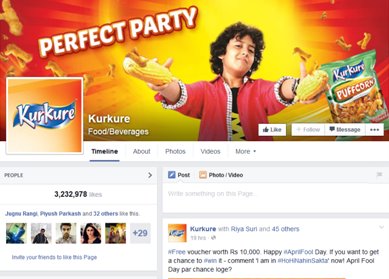 PERFECT PARTY
Kurkure
PUFFCORN
Kurkure
Kurkure
Food/Beverages
Like
Follow
Message
Timeline
About
Photos
Videos
More
PEOPLE
3,232,978 likes
Jugnu Rangi, Piyush Parkash and 32 others like this.
+29
Invite your friends to like this Page
Post
Photo / Video
Write something on this Page...
Kurkure
Kurkure with Riya Suri and 45 others
19 hrs
#Free voucher worth Rs 10,000. Happy #AprilFool Day. If you want to get
a chance to #win it - comment 'I am in #HoHiNahinSakta' now! April Fool
Day par chance loge?